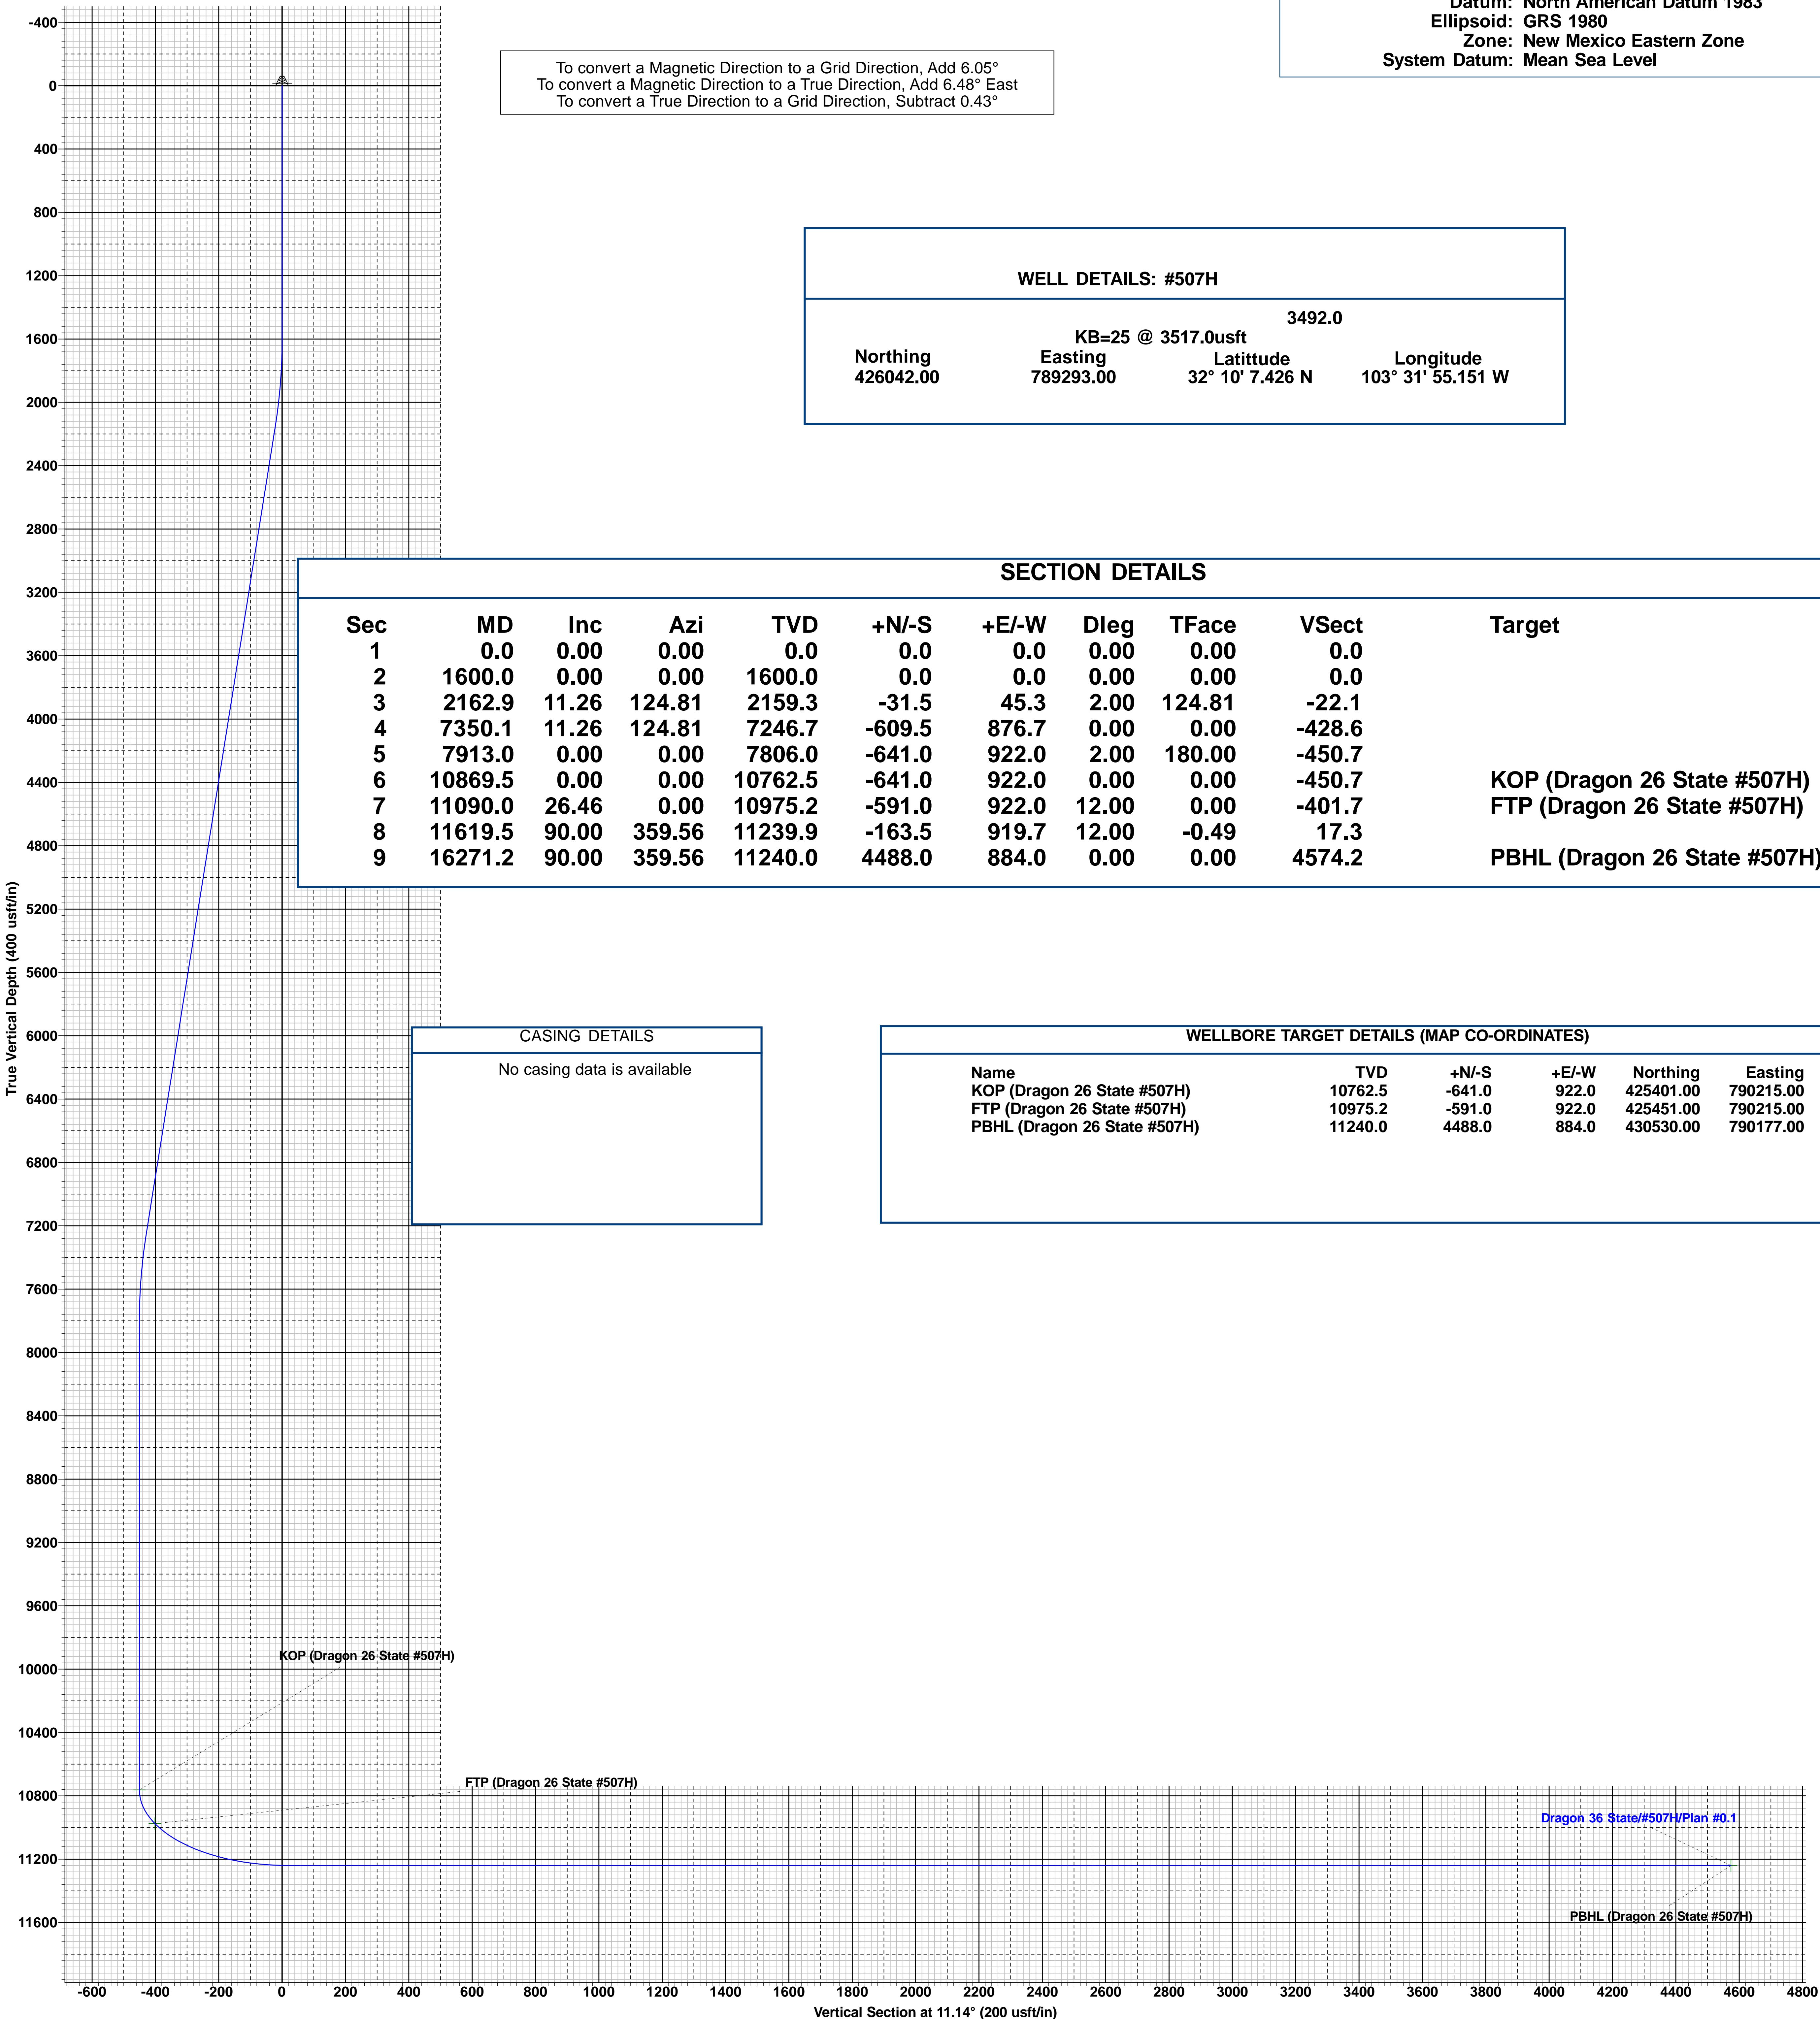 Datum: North American Datum 1983
Ellipsoid: GRS 1980
Zone: New Mexico Eastern Zone
System Datum: Mean Sea Level
To convert a Magnetic Direction to a Grid Direction, Add 6.05°
To convert a Magnetic Direction to a True Direction, Add 6.48° East
To convert a True Direction to a Grid Direction, Subtract 0.43°
WELL DETAILS: #507H
3492.0
KB=25 @ 3517.0usft
Northing Easting Latittude Longitude
426042.00 789293.00 32° 10' 7.426 N 103° 31' 55.151 W
SECTION DETAILS
Sec MD Inc Azi TVD +N/-S +E/-W Dleg TFace VSect Target
1 0.0 0.00 0.00 0.0 0.0 0.0 0.00 0.00 0.0
2 1600.0 0.00 0.00 1600.0 0.0 0.0 0.00 0.00 0.0
3 2162.9 11.26 124.81 2159.3 -31.5 45.3 2.00 124.81 -22.1
4 7350.1 11.26 124.81 7246.7 -609.5 876.7 0.00 0.00 -428.6
5 7913.0 0.00 0.00 7806.0 -641.0 922.0 2.00 180.00 -450.7
6 10869.5 0.00 0.00 10762.5 -641.0 922.0 0.00 0.00 -450.7 KOP (Dragon 26 State #507H)
7 11090.0 26.46 0.00 10975.2 -591.0 922.0 12.00 0.00 -401.7 FTP (Dragon 26 State #507H)
8 11619.5 90.00 359.56 11239.9 -163.5 919.7 12.00 -0.49 17.3
9 16271.2 90.00 359.56 11240.0 4488.0 884.0 0.00 0.00 4574.2 PBHL (Dragon 26 State #507H)
CASING DETAILS
No casing data is available
WELLBORE TARGET DETAILS (MAP CO-ORDINATES)
Name TVD +N/-S +E/-W Northing Easting
KOP (Dragon 26 State #507H) 10762.5 -641.0 922.0 425401.00 790215.00
FTP (Dragon 26 State #507H) 10975.2 -591.0 922.0 425451.00 790215.00
PBHL (Dragon 26 State #507H) 11240.0 4488.0 884.0 430530.00 790177.00
True Vertical Depth (400 usft/in)
-400
0
400
800
1200
1600
2000
2400
2800
3200
3600
4000
4400
4800
5200
5600
6000
6400
6800
7200
7600
8000
8400
8800
9200
9600
10000
10400
10800
11200
11600
KOP (Dragon 26 State #507H)
FTP (Dragon 26 State #507H)
Dragon 36 State/#507H/Plan #0.1
PBHL (Dragon 26 State #507H)
-600 -400 -200 0 200 400 600 800 1000 1200 1400 1600 1800 2000 2200 2400 2600 2800 3000 3200 3400 3600 3800 4000 4200 4400 4600 4800
Vertical Section at 11.14° (200 usft/in)